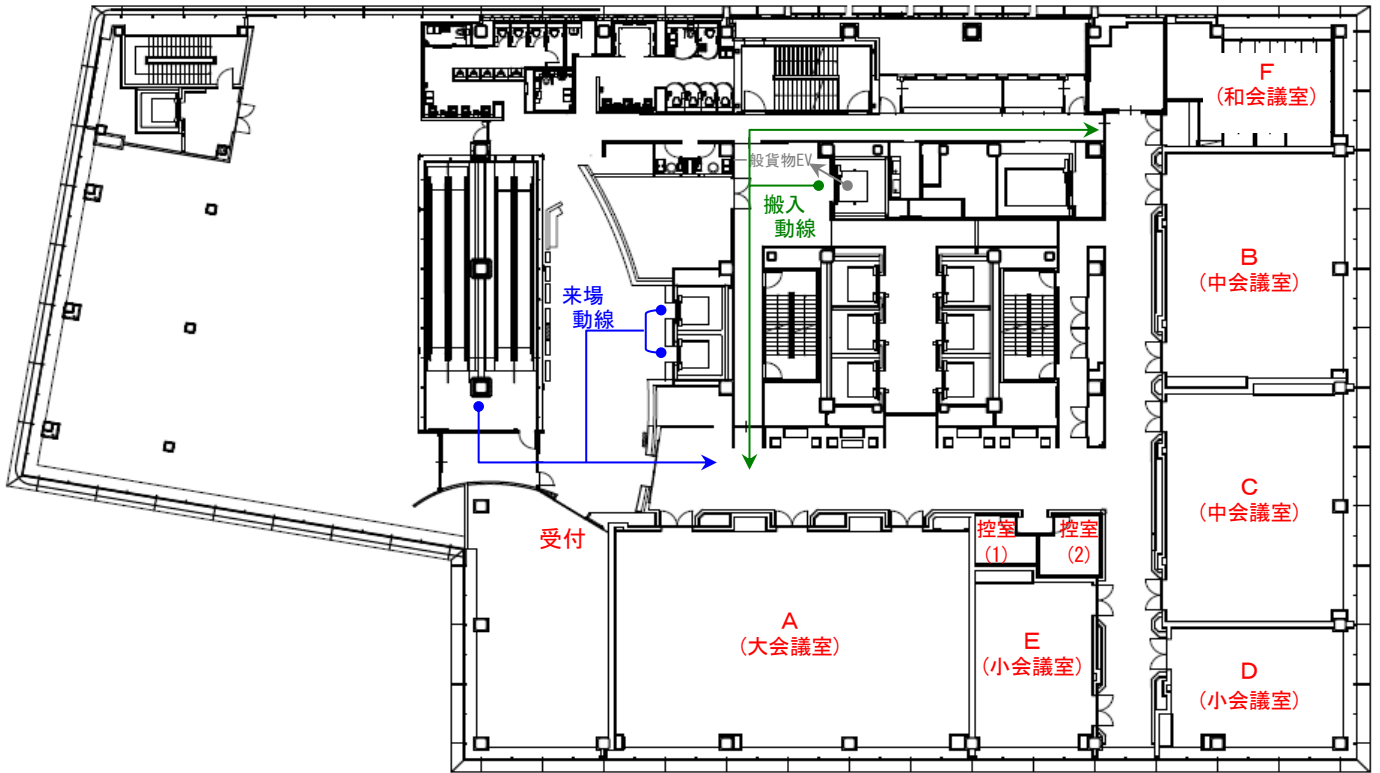 F
(和会議室)
一般貨物EV
搬入
動線
B
(中会議室)
来場
動線
C
(中会議室)
受付
控室
(1)
控室
(2)
A
(大会議室)
E
(小会議室)
D
(小会議室)